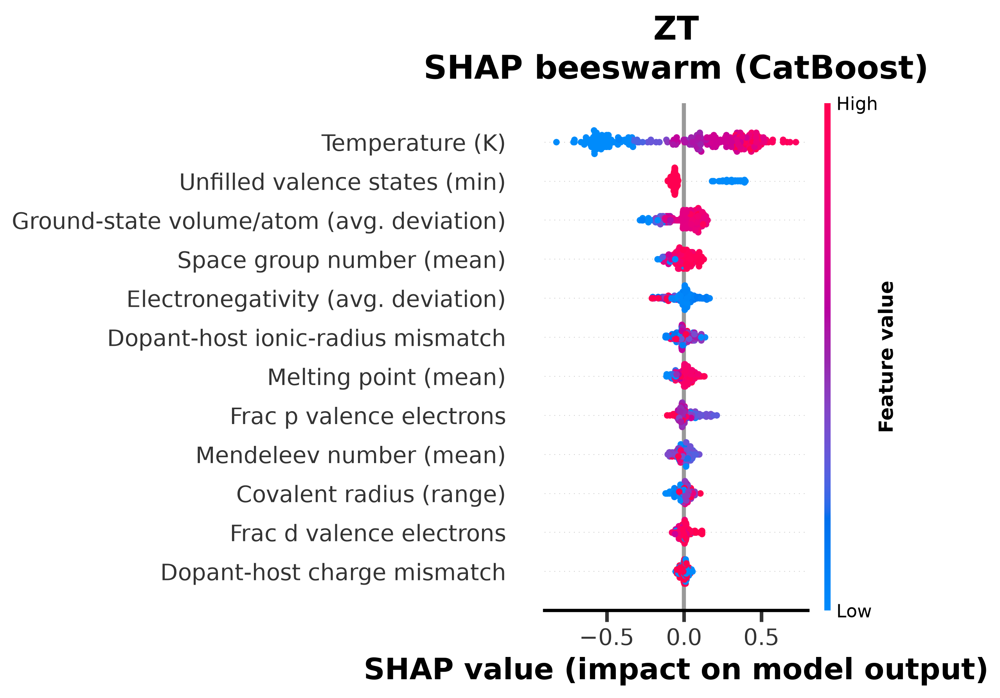 ZT
SHAP beeswarm (CatBoost)
High
Temperature (K)
Unfilled valence states (min)
Ground-state volume/atom (avg. deviation)
Space group number (mean)
Electronegativity (avg. deviation)
Dopant-host ionic-radius mismatch
Melting point (mean)
Frac p valence electrons
Mendeleev number (mean)
Covalent radius (range)
Frac d valence electrons
Dopant-host charge mismatch
Feature value
Low
−0.5 0.0 0.5
SHAP value (impact on model output)